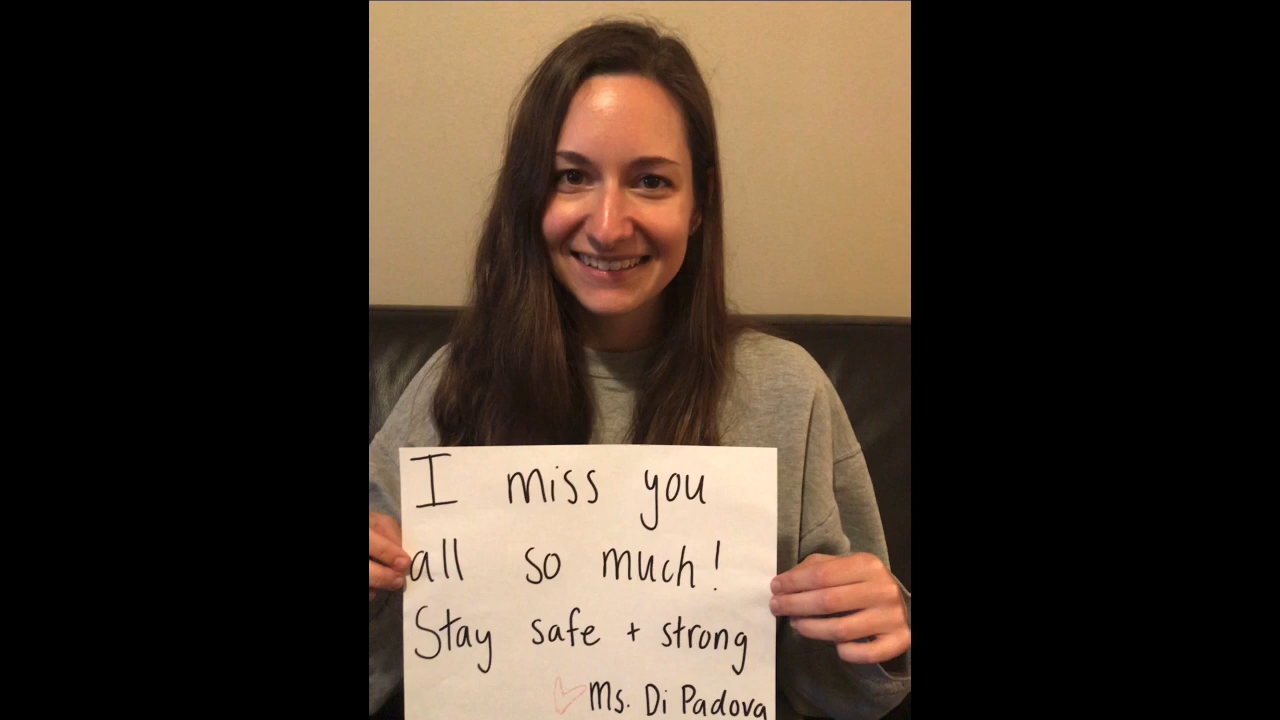 I miss you
all so much!
Stay safe + strong
♡ Ms. Di Padova